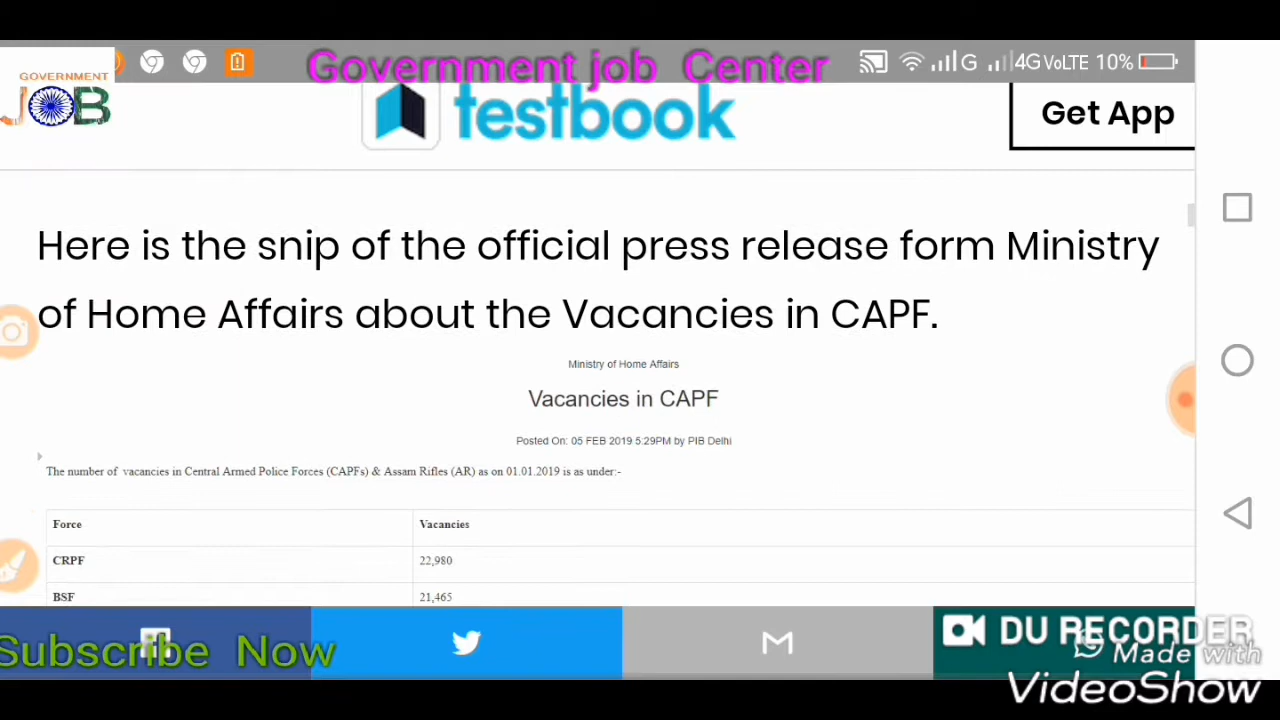 Government job Center
G 4G VoLTE 10%
GOVERNMENT
JOB
testbook
Get App
Here is the snip of the official press release form Ministry
of Home Affairs about the Vacancies in CAPF.
Ministry of Home Affairs
Vacancies in CAPF
Posted On: 05 FEB 2019 5:29PM by PIB Delhi
The number of vacancies in Central Armed Police Forces (CAPFs) & Assam Rifles (AR) as on 01.01.2019 is as under:-
Force Vacancies
CRPF 22,980
BSF 21,465
Subscribe Now
DU RECORDER
Made with
VideoShow